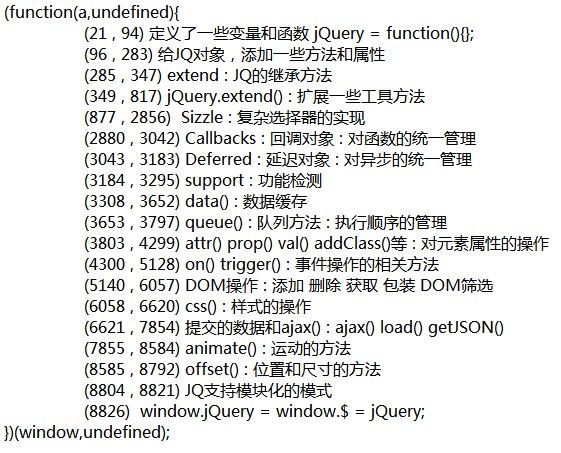 (function(a,undefined){
(21 , 94) 定义了一些变量和函数 jQuery = function(){};
(96 , 283) 给JQ对象，添加一些方法和属性
(285 , 347) extend : JQ的继承方法
(349 , 817) jQuery.extend() : 扩展一些工具方法
(877 , 2856)  Sizzle : 复杂选择器的实现
(2880 , 3042) Callbacks : 回调对象 : 对函数的统一管理
(3043 , 3183) Deferred : 延迟对象 : 对异步的统一管理
(3184 , 3295) support : 功能检测
(3308 , 3652) data() : 数据缓存
(3653 , 3797) queue() : 队列方法 : 执行顺序的管理
(3803 , 4299) attr() prop() val() addClass()等 : 对元素属性的操作
(4300 , 5128) on() trigger() : 事件操作的相关方法
(5140 , 6057) DOM操作 : 添加 删除 获取 包装 DOM筛选
(6058 , 6620) css() : 样式的操作
(6621 , 7854) 提交的数据和ajax() : ajax() load() getJSON()
(7855 , 8584) animate() : 运动的方法
(8585 , 8792) offset() : 位置和尺寸的方法
(8804 , 8821) JQ支持模块化的模式
(8826)  window.jQuery = window.$ = jQuery;
})(window,undefined);